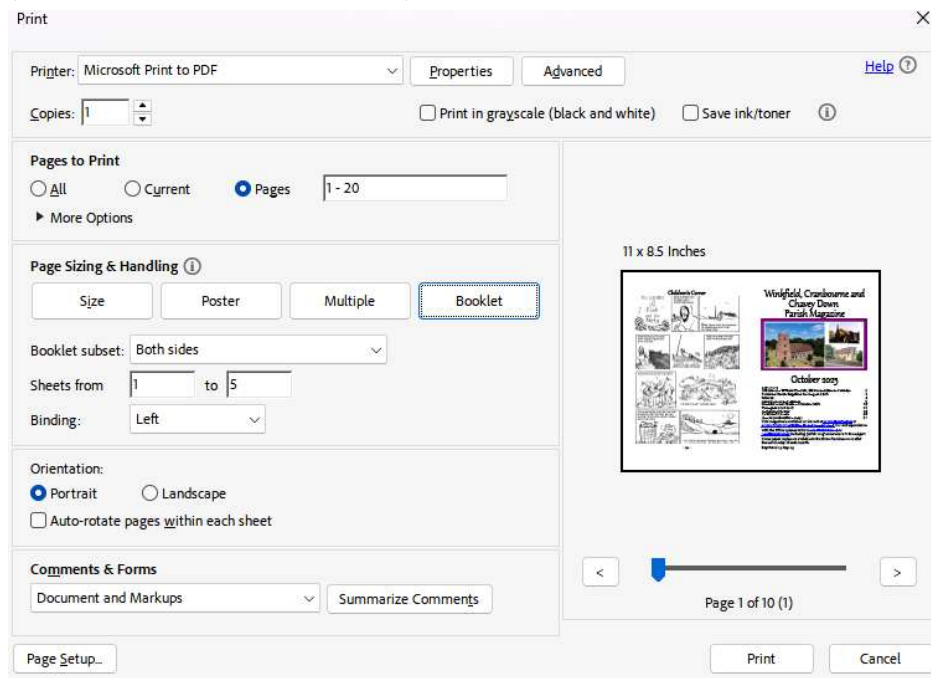 Print
Printer: Microsoft Print to PDF Properties Advanced Help
Copies: 1 Print in grayscale (black and white) Save ink/toner
Pages to Print
All Current Pages 1 - 20
More Options
Page Sizing & Handling
Size Poster Multiple Booklet
Booklet subset: Both sides
Sheets from 1 to 5
Binding: Left
Orientation:
Portrait Landscape
Auto-rotate pages within each sheet
Comments & Forms
Document and Markups Summarize Comments
Page Setup...
11 x 8.5 Inches
Children's Corner
Winkfield, Cranbourne and
Chavey Down
Parish Magazine
October 2025
< >
Page 1 of 10 (1)
Print Cancel